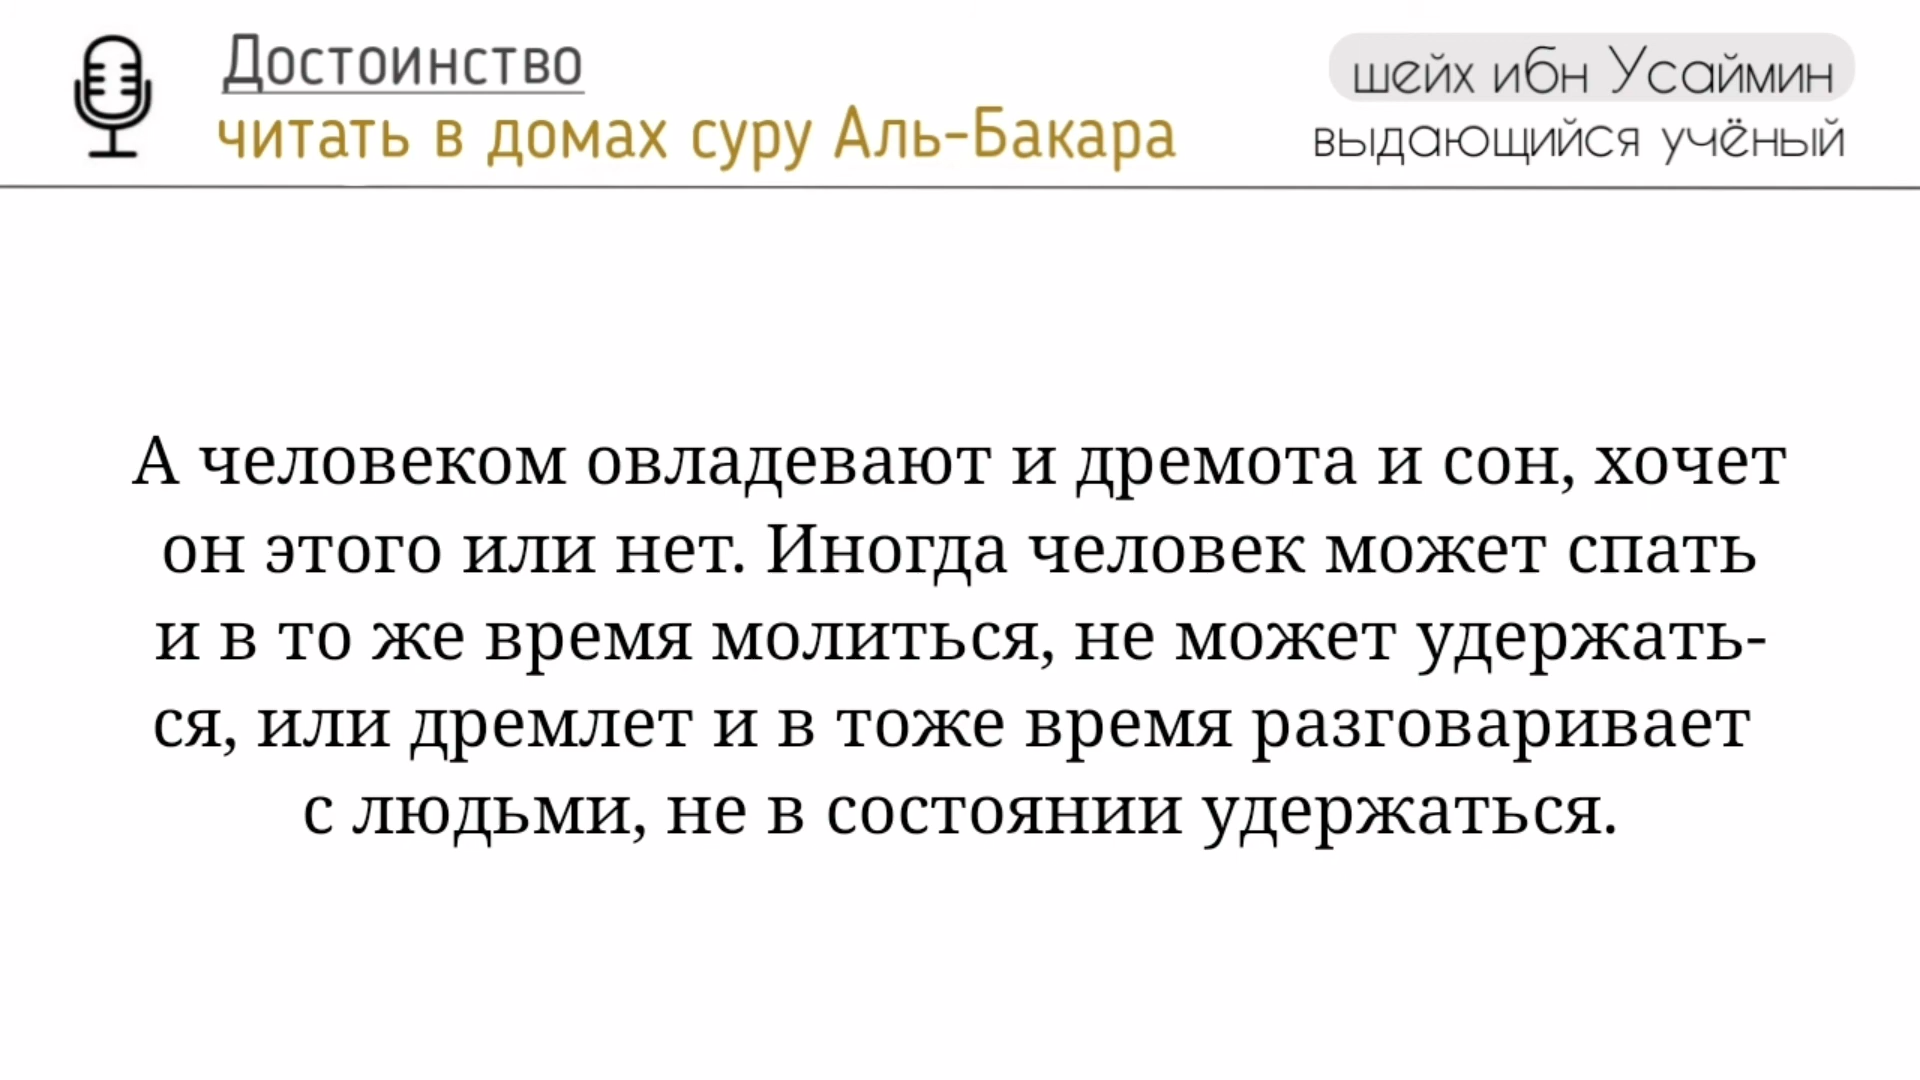 Достоинство
читать в домах суру Аль-Бакара
шейх ибн Усаймин
выдающийся учёный
А человеком овладевают и дремота и сон, хочет
он этого или нет. Иногда человек может спать
и в то же время молиться, не может удержать-
ся, или дремлет и в тоже время разговаривает
с людьми, не в состоянии удержаться.